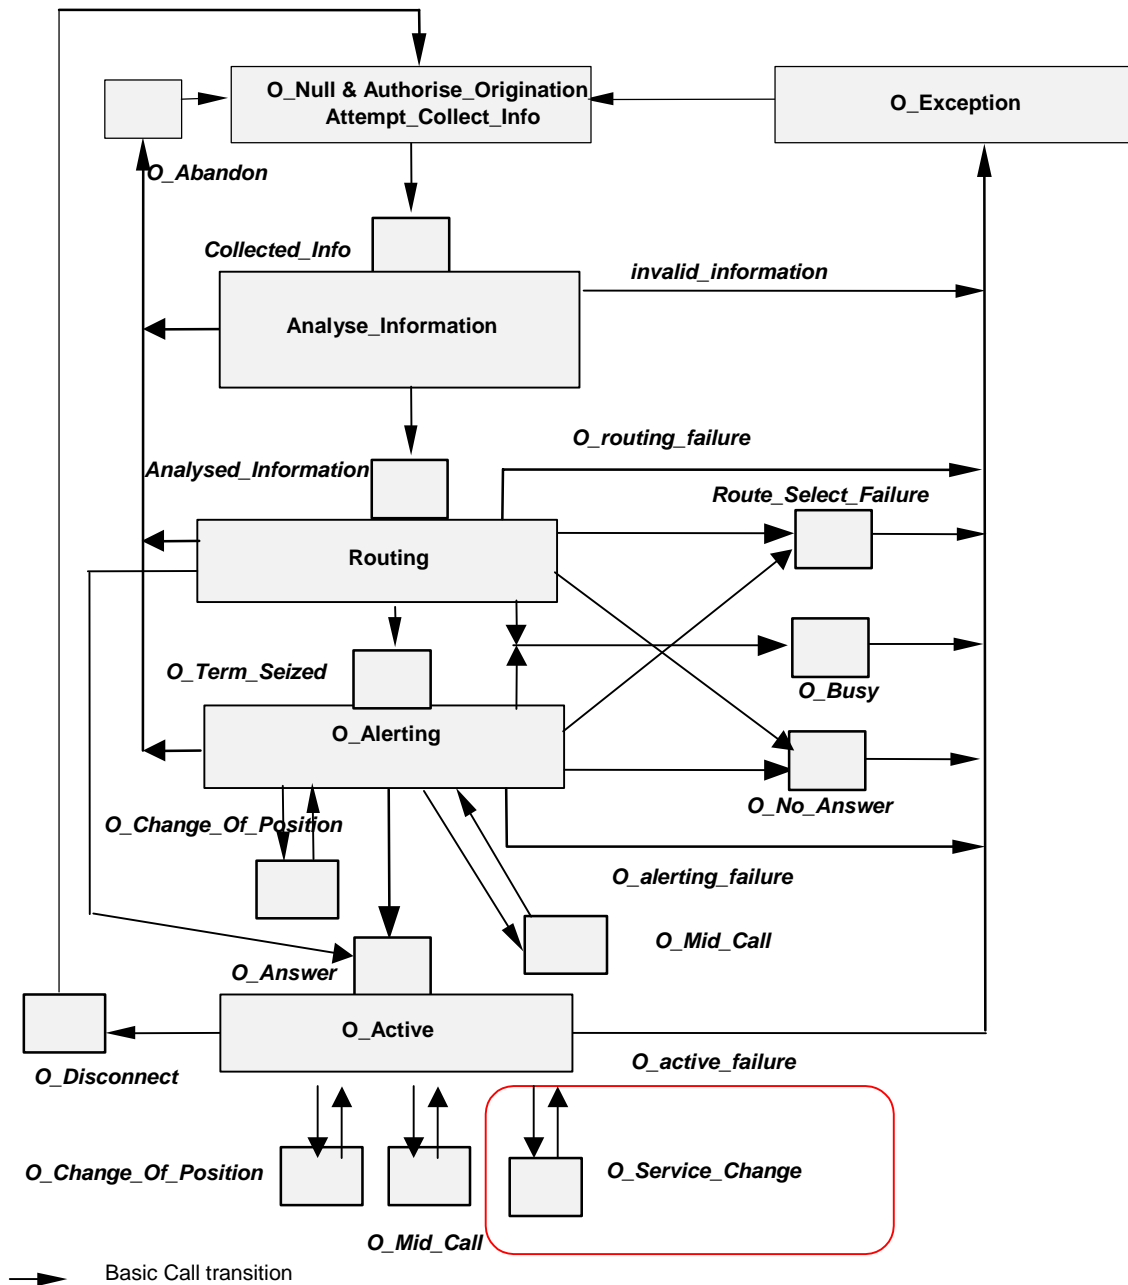 O_Null & Authorise_Origination
Attempt_Collect_Info
O_Exception
O_Abandon
Collected_Info
invalid_information
Analyse_Information
O_routing_failure
Analysed_Information
Route_Select_Failure
Routing
O_Term_Seized
O_Busy
O_Alerting
O_No_Answer
O_Change_Of_Position
O_alerting_failure
O_Mid_Call
O_Answer
O_Active
O_active_failure
O_Disconnect
O_Change_Of_Position
O_Service_Change
O_Mid_Call
Basic Call transition